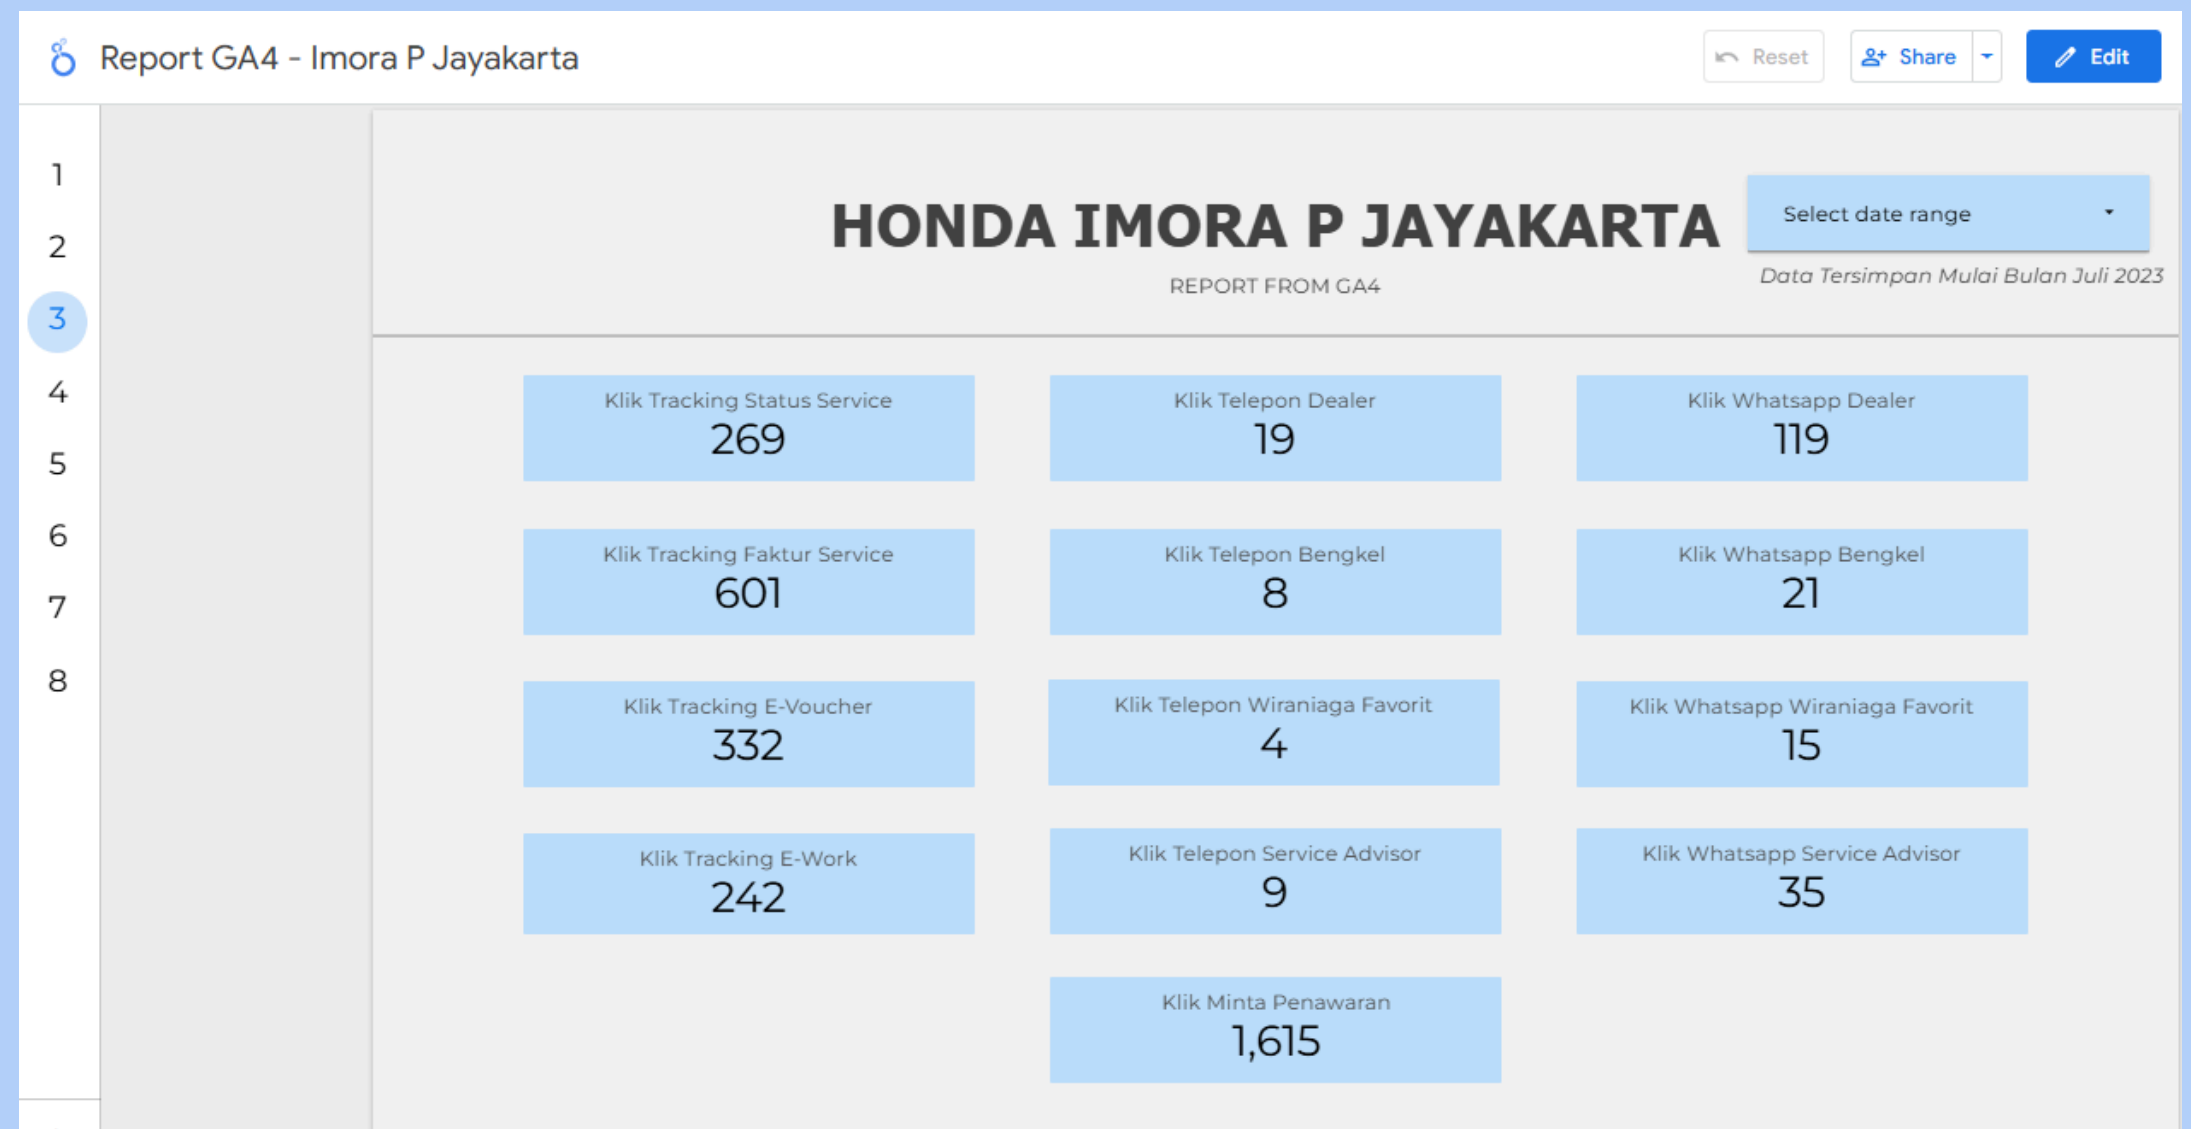 Report GA4 - Imora P Jayakarta
Reset
Share
Edit
1
2
3
4
5
6
7
8
HONDA IMORA P JAYAKARTA
REPORT FROM GA4
Select date range
Data Tersimpan Mulai Bulan Juli 2023
Klik Tracking Status Service
269
Klik Telepon Dealer
19
Klik Whatsapp Dealer
119
Klik Tracking Faktur Service
601
Klik Telepon Bengkel
8
Klik Whatsapp Bengkel
21
Klik Tracking E-Voucher
332
Klik Telepon Wiraniaga Favorit
4
Klik Whatsapp Wiraniaga Favorit
15
Klik Tracking E-Work
242
Klik Telepon Service Advisor
9
Klik Whatsapp Service Advisor
35
Klik Minta Penawaran
1,615